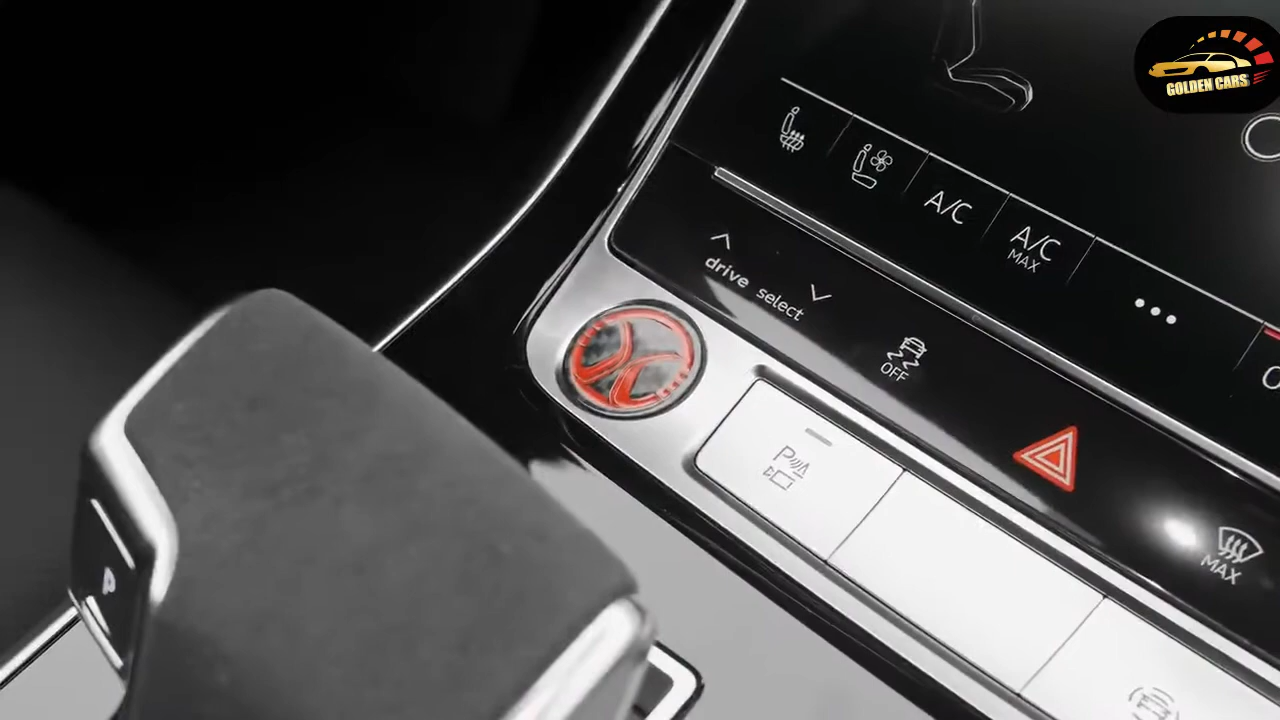 GOLDEN CARS
A/C
A/C
MAX
drive select
OFF
P
MAX
P